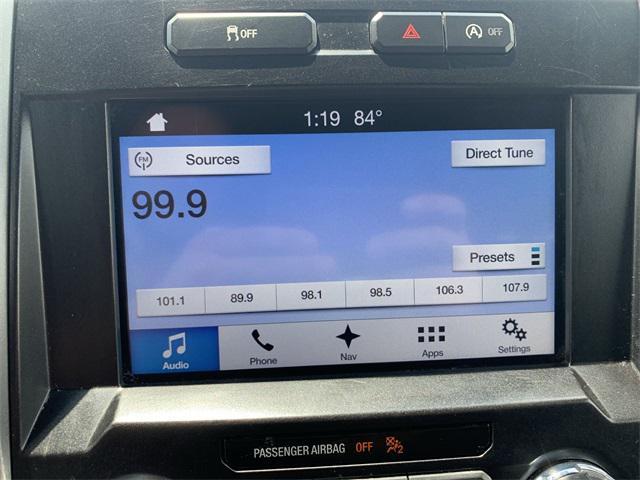 OFF
A OFF
1:19 84°
FM Sources
Direct Tune
99.9
Presets
101.1 89.9 98.1 98.5 106.3 107.9
Audio Phone Nav Apps Settings
PASSENGER AIRBAG OFF 2